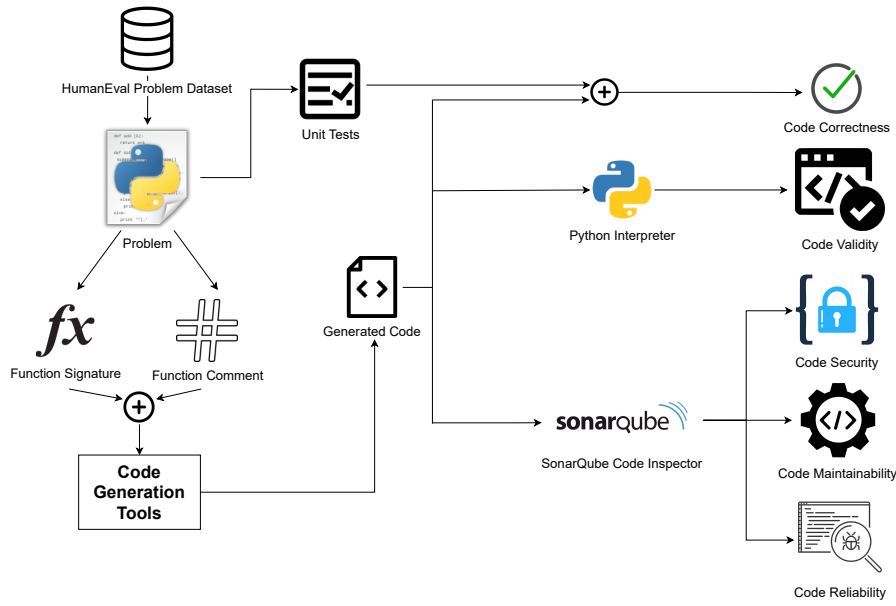 HumanEval Problem Dataset
Unit Tests
Code Correctness
Problem
Python Interpreter
Code Validity
fx
Function Signature
Function Comment
Generated Code
Code Security
sonarqube
SonarQube Code Inspector
Code Maintainability
Code
Generation
Tools
Code Reliability